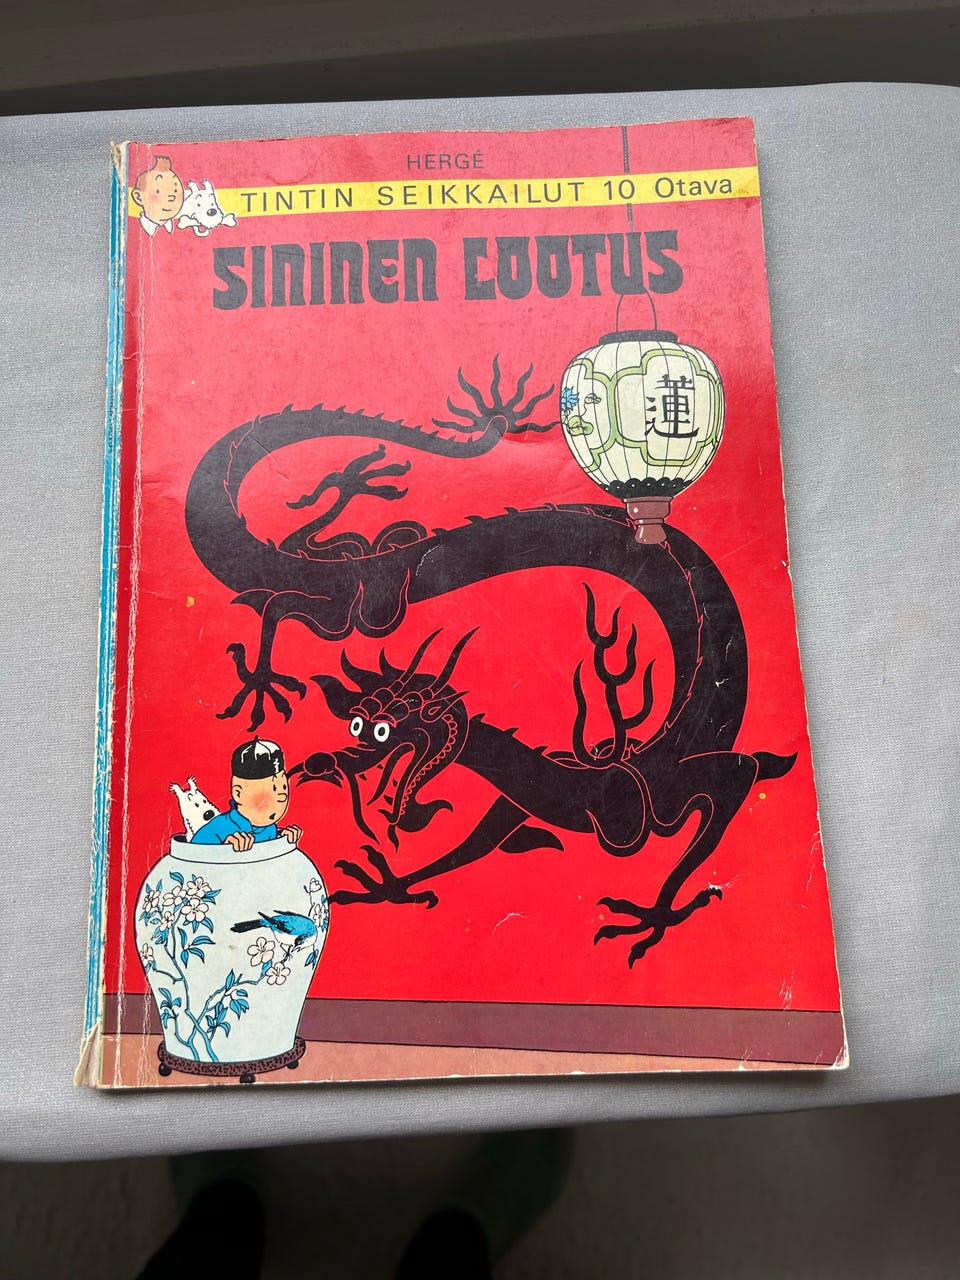 HERGÉ
TINTIN SEIKKAILUT 10 Otava
SININEN LOOTUS
蓮